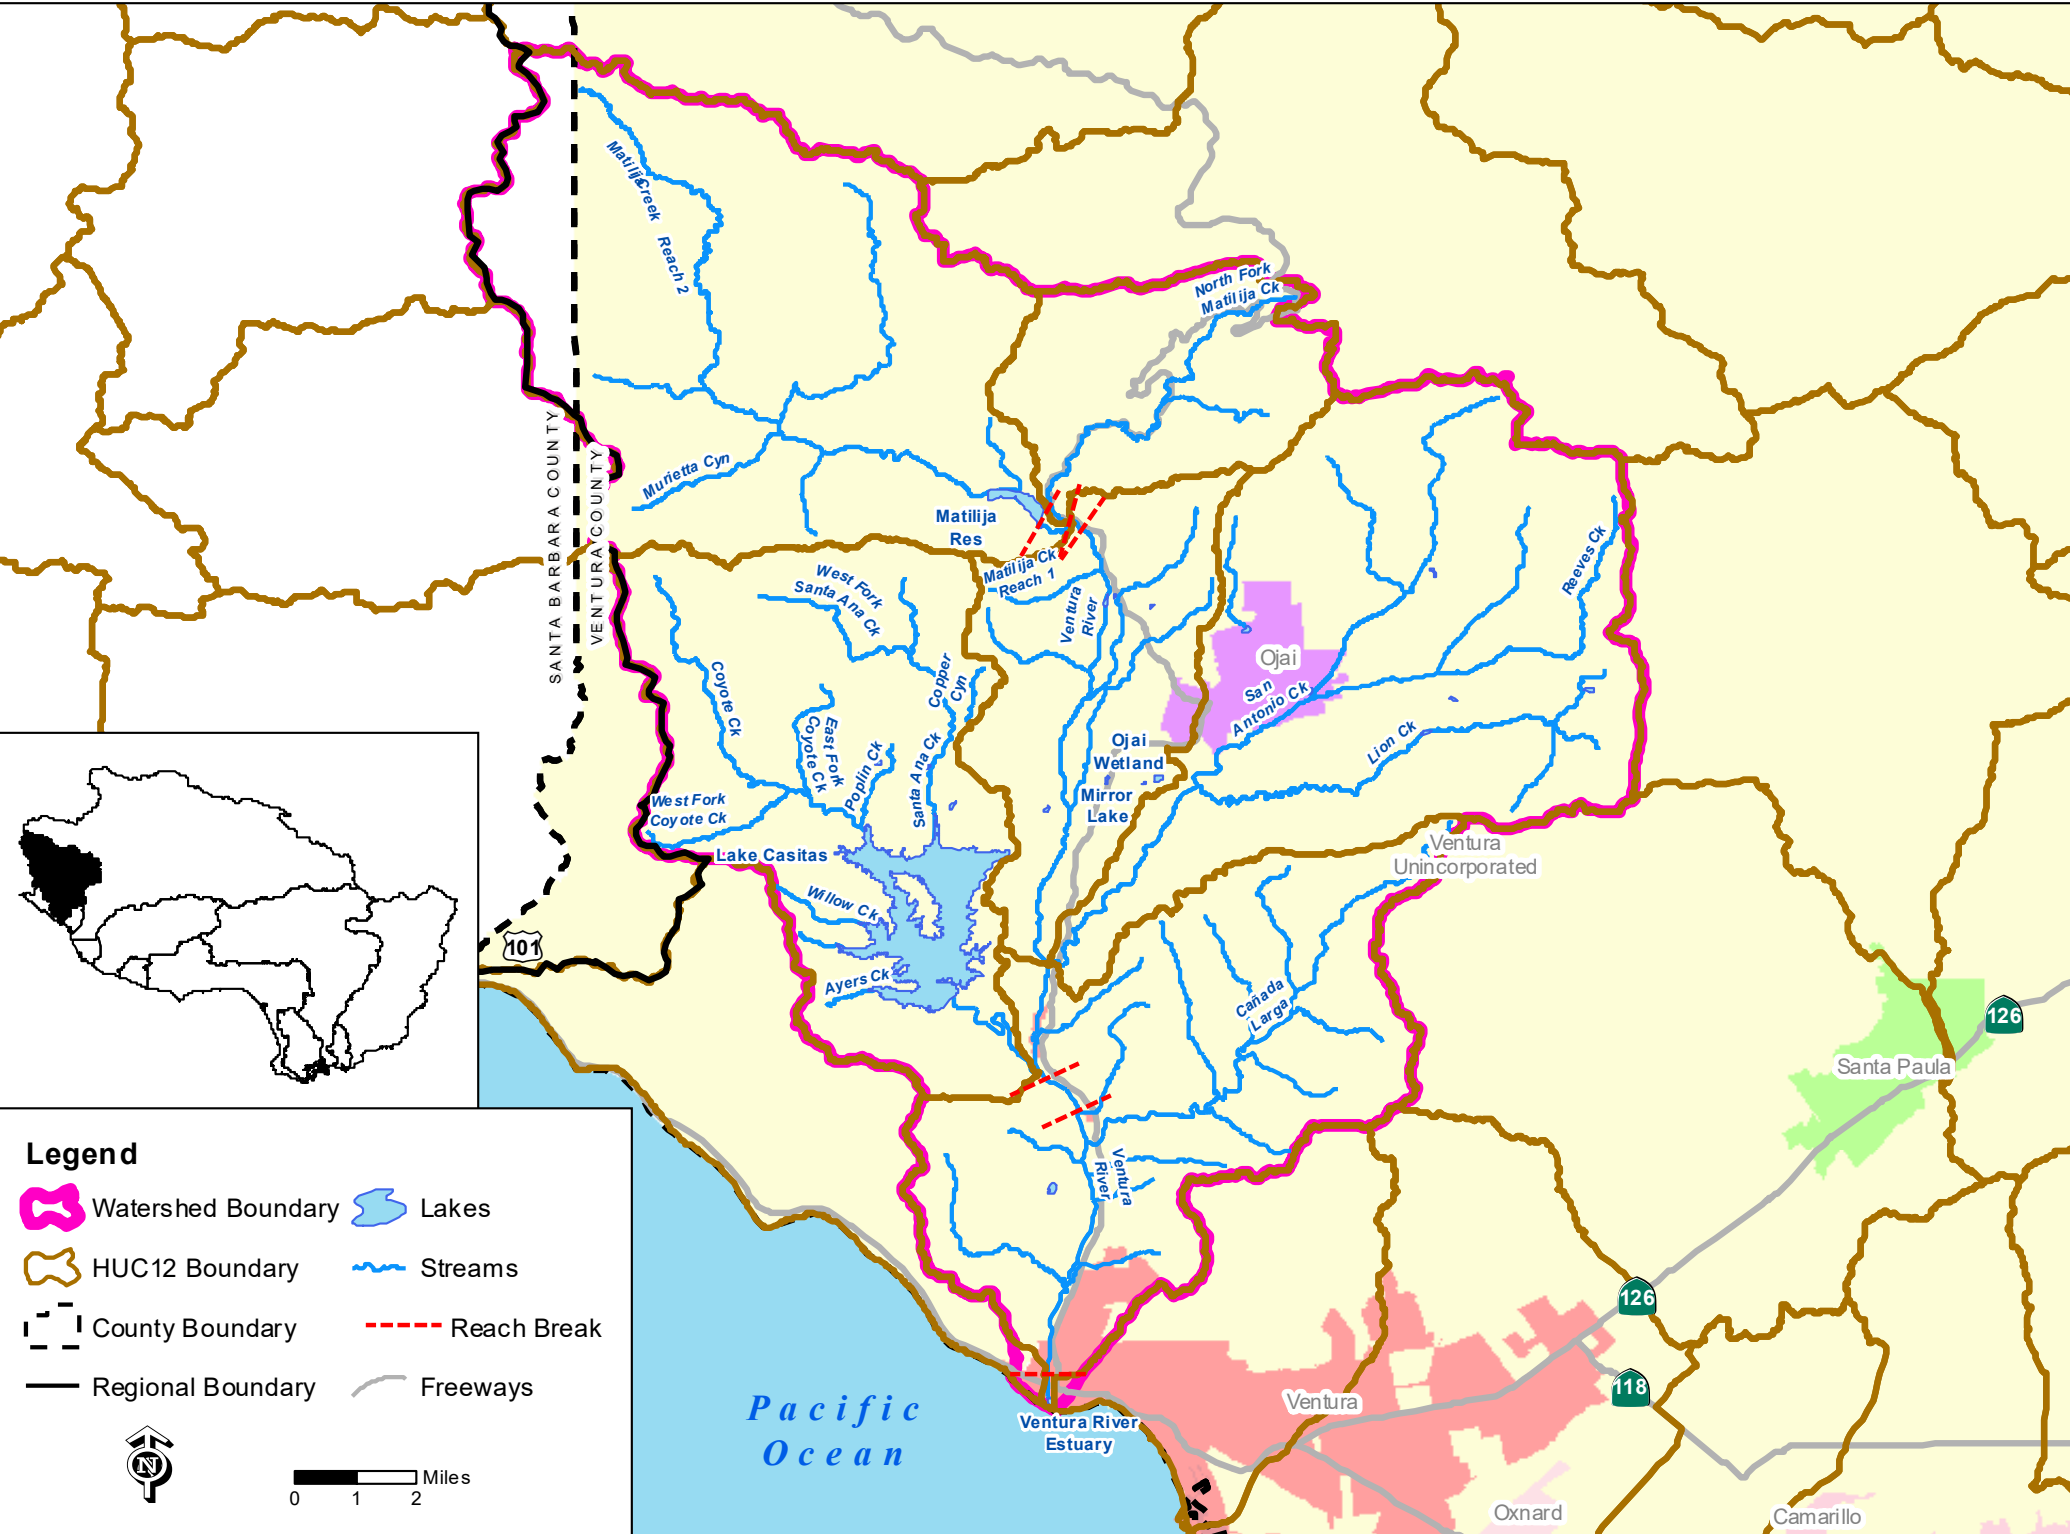 Matilija Creek Reach 2
North Fork
Matilija Ck
SANTA BARBARA COUNTY
VENTURA COUNTY
Murietta Cyn
Matilija
Res
Matilija Ck
Reach 1
Reeves Ck
West Fork
Santa Ana Ck
Ventura
River
Ojai
San
Antonio Ck
Coyote Ck
Copper
Cyn
East Fork
Coyote Ck
Poplin Ck
Santa Ana Ck
Ojai
Wetland
Lion Ck
Mirror
Lake
West Fork
Coyote Ck
Lake Casitas
Ventura
Unincorporated
Willow Ck
101
Ayers Ck
Cañada
Larga
126
Santa Paula
Ventura
River
Legend
Watershed Boundary
Lakes
HUC12 Boundary
Streams
County Boundary
Reach Break
Regional Boundary
Freeways
N
Miles
0 1 2
126
118
Pacific
Ocean
Ventura
Ventura River
Estuary
Oxnard
Camarillo